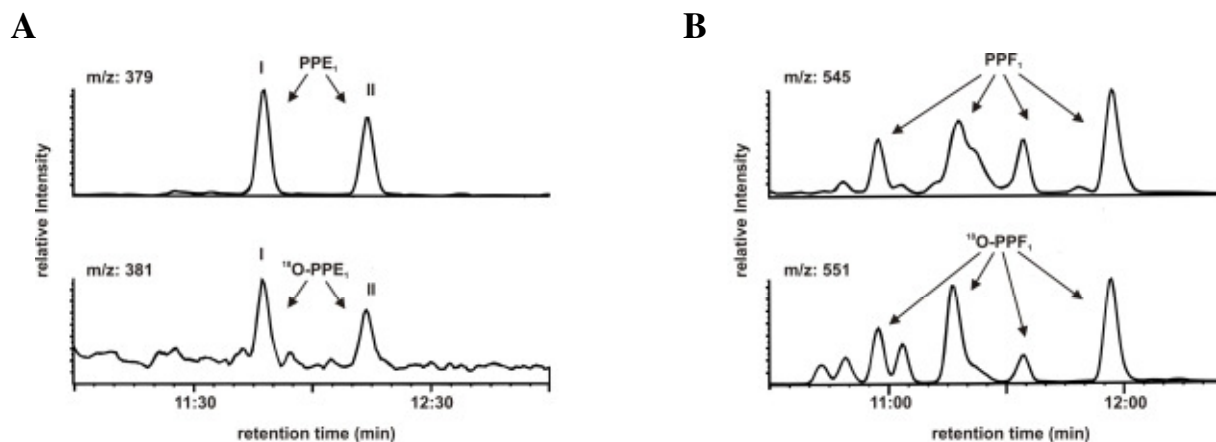 A
m/z: 379
I
PPE₁
II
m/z: 381
I
¹⁸O-PPE₁
II
relative Intensity
11:30
12:30
retention time (min)
B
m/z: 545
PPF₁
m/z: 551
¹⁸O-PPF₁
relative Intensity
11:00
12:00
retention time (min)